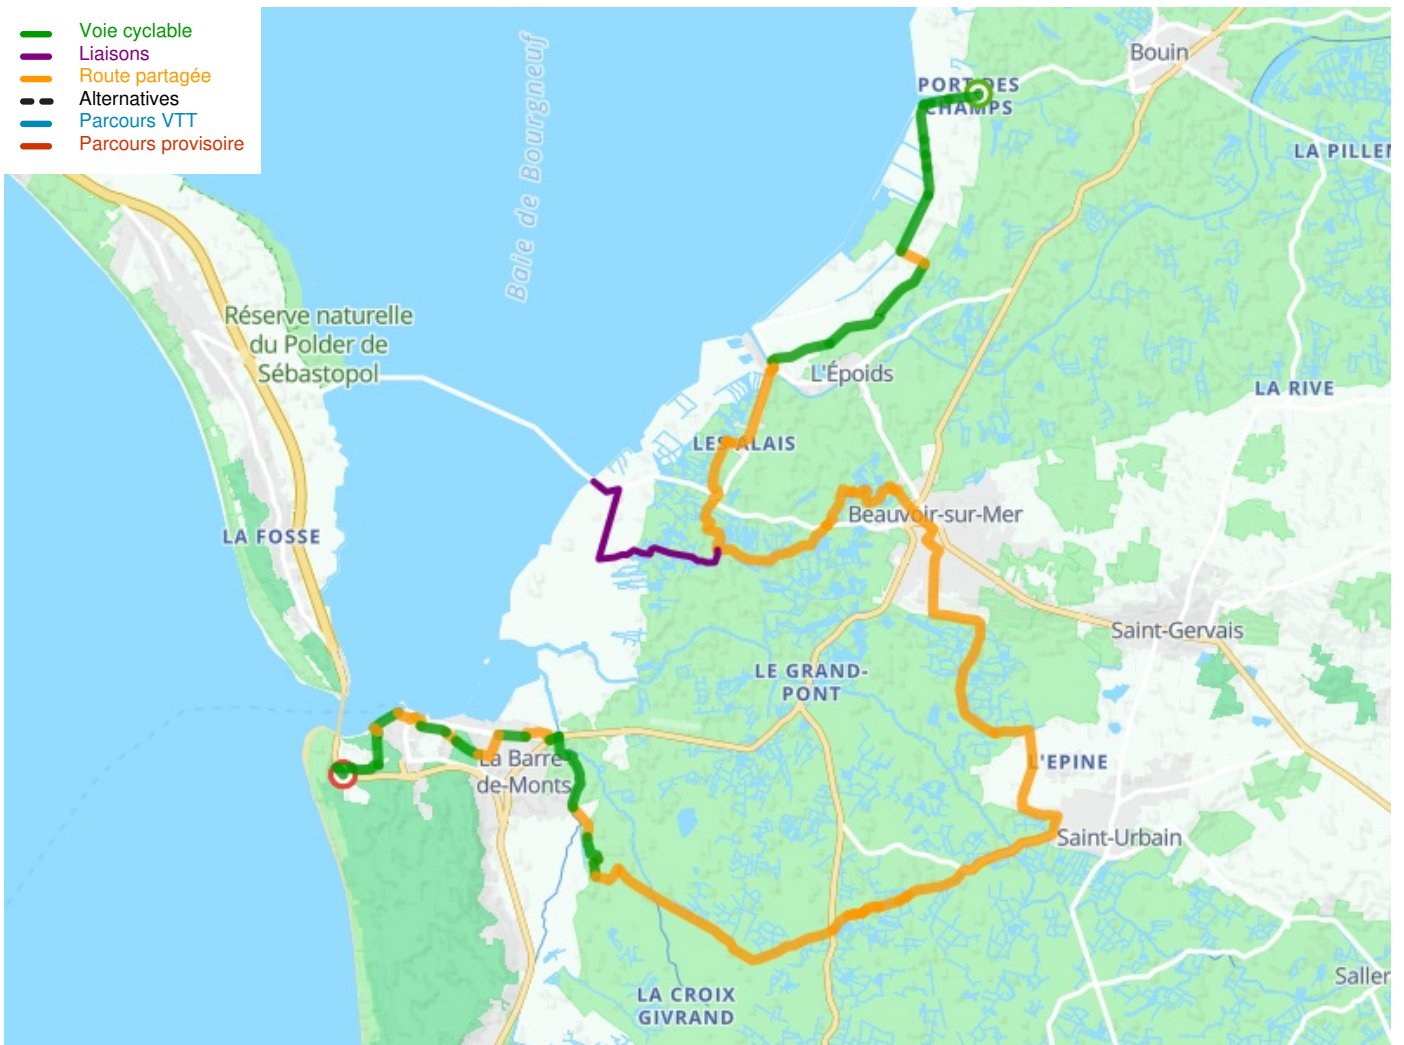 Voie cyclable
Liaisons
Route partagée
Alternatives
Parcours VTT
Parcours provisoire
Baie de Bourgneuf
Bouin
PORT DES
CHAMPS
LA PILLEN
Réserve naturelle
du Polder de
Sébastopol
L'Époids
LA RIVE
LES ALAIS
Beauvoir-sur-Mer
LA FOSSE
Saint-Gervais
LE GRAND-
PONT
La Barre-
de-Monts
L'EPINE
Saint-Urbain
Saller
LA CROIX
GIVRAND